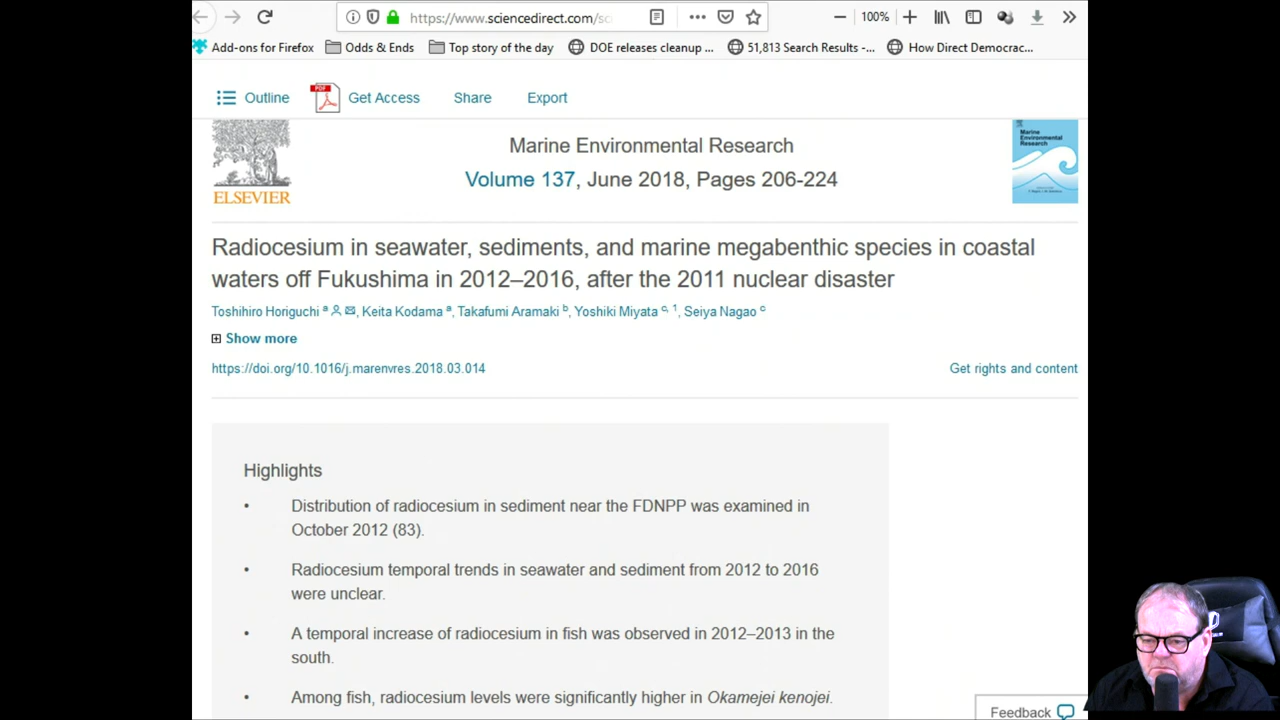 https://www.sciencedirect.com/sc
100%
Add-ons for Firefox
Odds & Ends
Top story of the day
DOE releases cleanup ...
51,813 Search Results -...
How Direct Democrac...
Outline
PDF
Get Access
Share
Export
ELSEVIER
Marine Environmental Research
Volume 137, June 2018, Pages 206-224
Marine
Environmental
Research
Radiocesium in seawater, sediments, and marine megabenthic species in coastal
waters off Fukushima in 2012–2016, after the 2011 nuclear disaster
Toshihiro Horiguchi a, Keita Kodama a, Takafumi Aramaki b, Yoshiki Miyata c, 1, Seiya Nagao c
Show more
https://doi.org/10.1016/j.marenvres.2018.03.014
Get rights and content
Highlights
• Distribution of radiocesium in sediment near the FDNPP was examined in
October 2012 (83).
• Radiocesium temporal trends in seawater and sediment from 2012 to 2016
were unclear.
• A temporal increase of radiocesium in fish was observed in 2012–2013 in the
south.
• Among fish, radiocesium levels were significantly higher in Okamejei kenojei.
Feedback